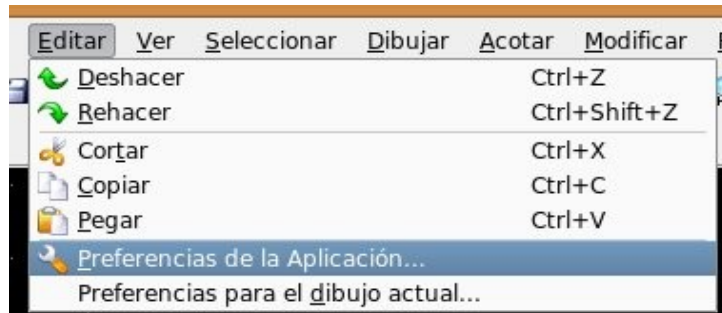 Editar Ver Seleccionar Dibujar Acotar Modificar
Deshacer Ctrl+Z
Rehacer Ctrl+Shift+Z
Cortar Ctrl+X
Copiar Ctrl+C
Pegar Ctrl+V
Preferencias de la Aplicación...
Preferencias para el dibujo actual...